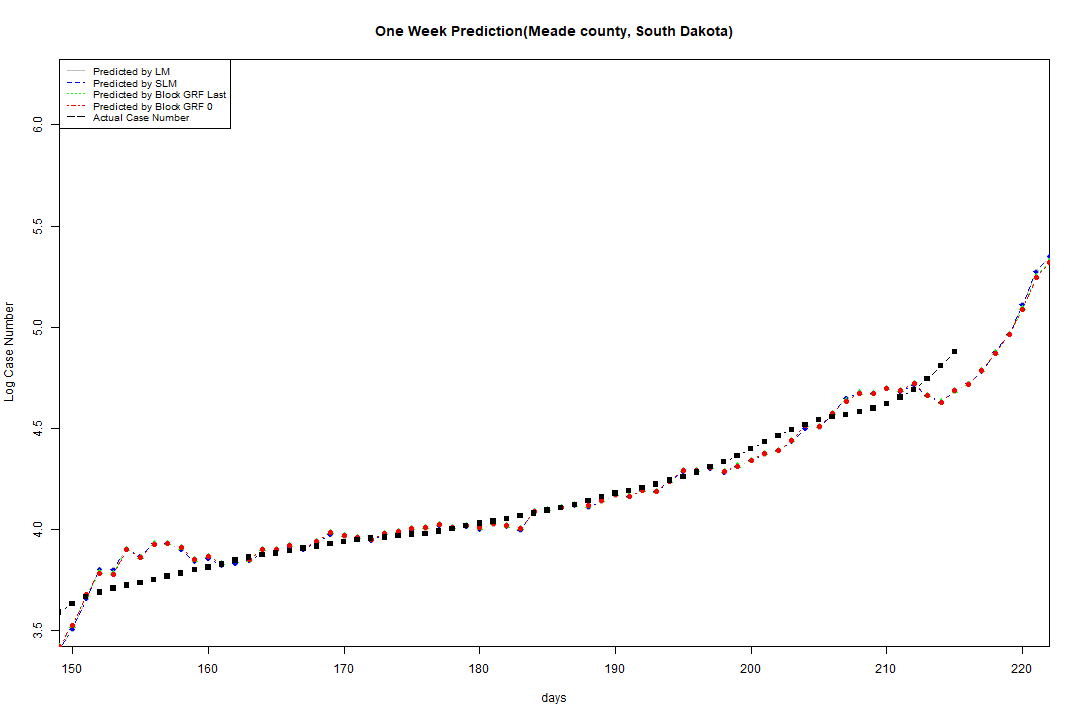 One Week Prediction(Meade county, South Dakota)
Predicted by LM
Predicted by SLM
Predicted by Block GRF Last
Predicted by Block GRF 0
Actual Case Number
6.0
5.5
5.0
4.5
4.0
3.5
Log Case Number
150 160 170 180 190 200 210 220
days